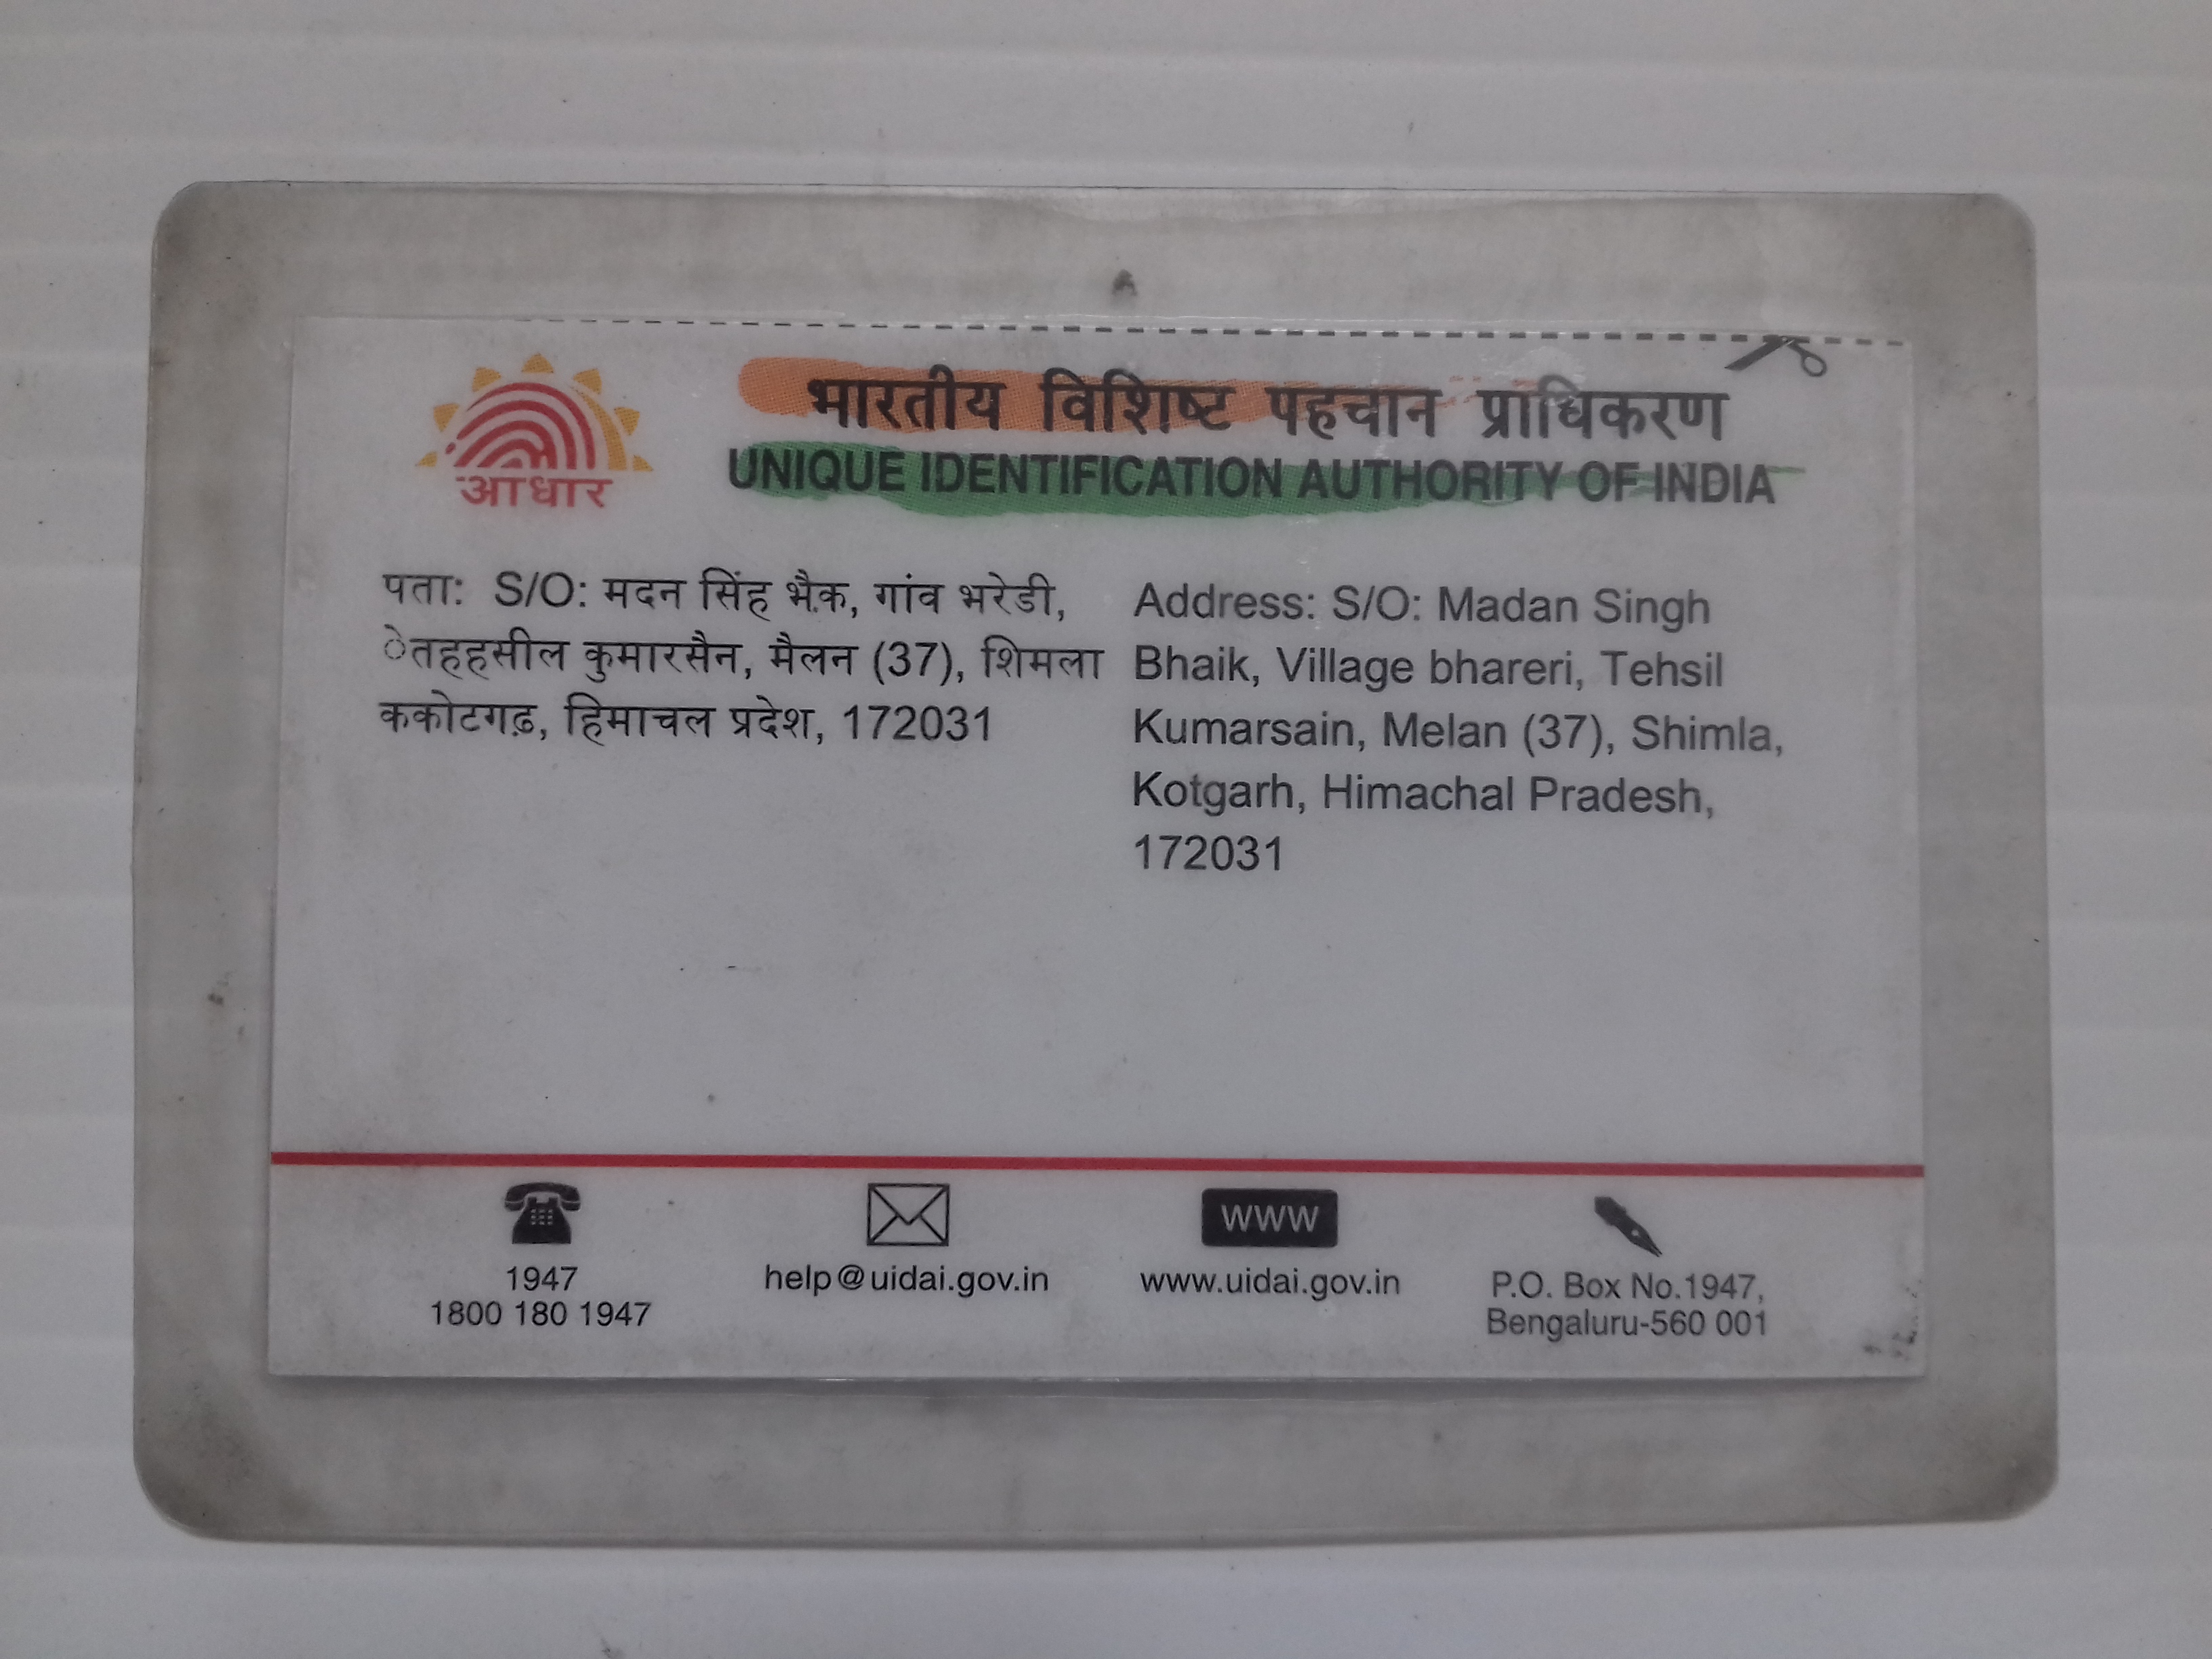 आधार
भारतीय विशिष्ट पहचान प्राधिकरण
UNIQUE IDENTIFICATION AUTHORITY OF INDIA
पताः S/O: मदन सिंह भैक, गांव भरेडी,
ेतहहसील कुमारसैन, मैलन (37), शिमला
ककोटगढ़, हिमाचल प्रदेश, 172031
Address: S/O: Madan Singh
Bhaik, Village bhareri, Tehsil
Kumarsain, Melan (37), Shimla,
Kotgarh, Himachal Pradesh,
172031
1947
1800 180 1947
help@uidai.gov.in
www
www.uidai.gov.in
P.O. Box No.1947,
Bengaluru-560 001